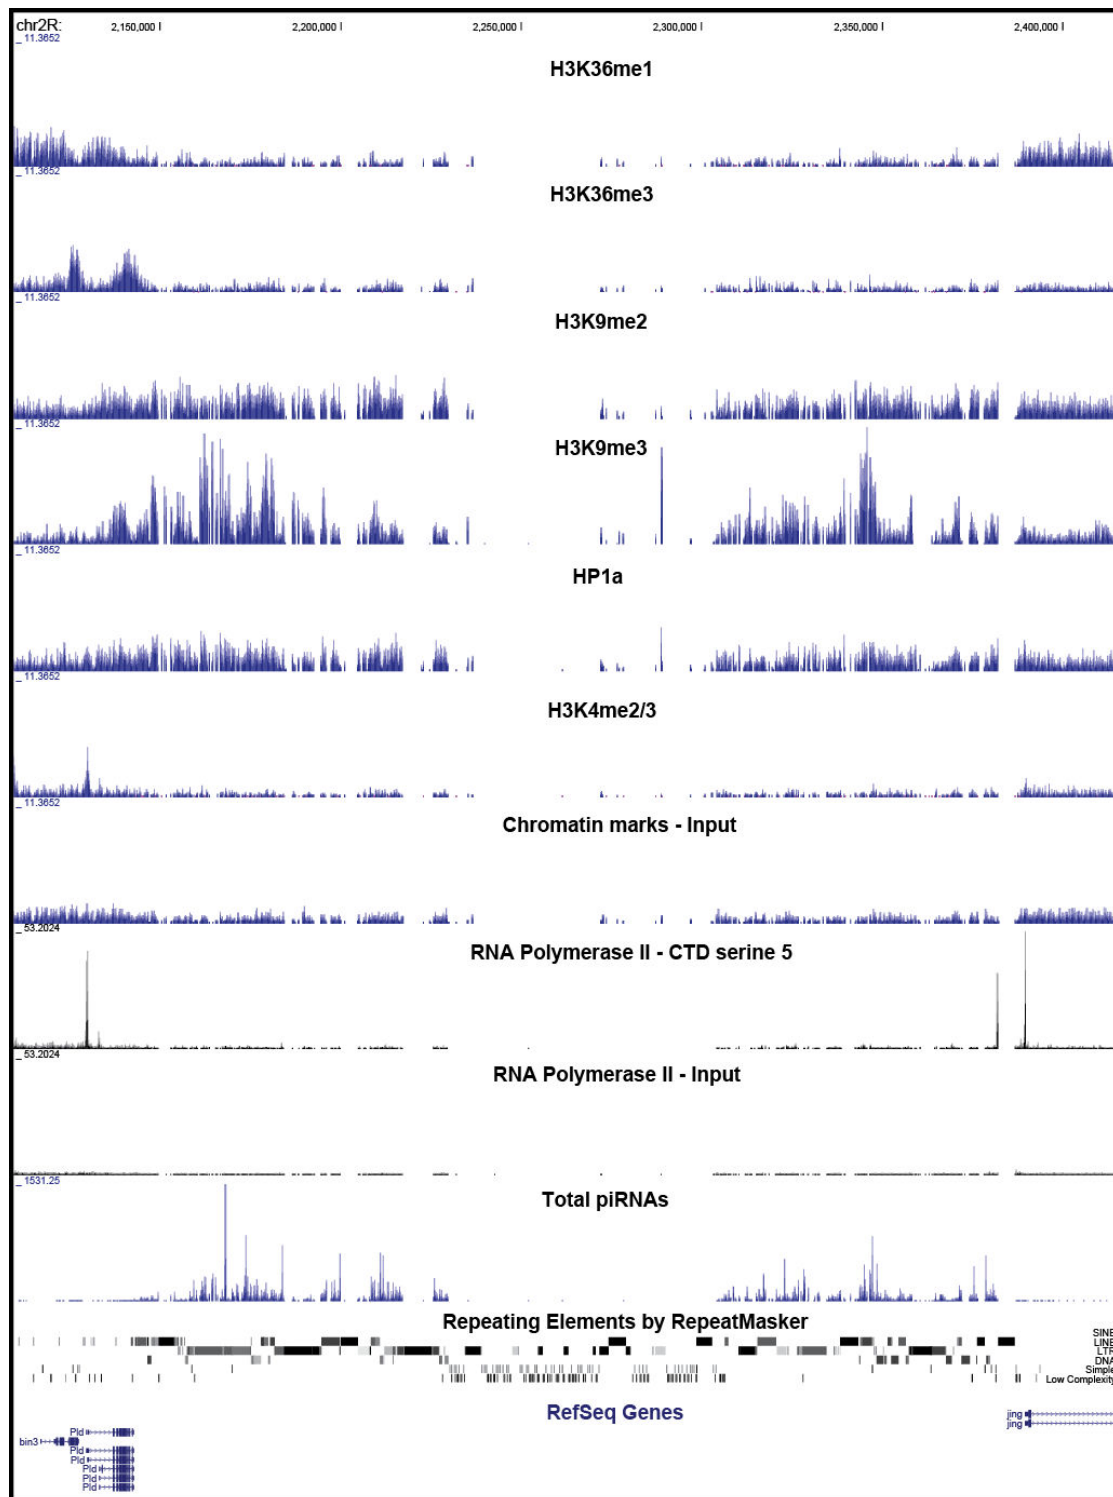 chr2R: 2,150,000 | 2,200,000 | 2,250,000 | 2,300,000 | 2,350,000 | 2,400,000 |
_ 11.3652
H3K36me1
_ 11.3652
H3K36me3
_ 11.3652
H3K9me2
_ 11.3652
H3K9me3
_ 11.3652
HP1a
_ 11.3652
H3K4me2/3
_ 11.3652
Chromatin marks - Input
_ 53.2024
RNA Polymerase II - CTD serine 5
_ 53.2024
RNA Polymerase II - Input
_ 1531.25
Total piRNAs
Repeating Elements by RepeatMasker
SINE
LINE
LTR
DNA
Simple
Low Complexity
RefSeq Genes
jing
jing
Pld
bin3
Pld
Pld
Pld
Pld
Pld